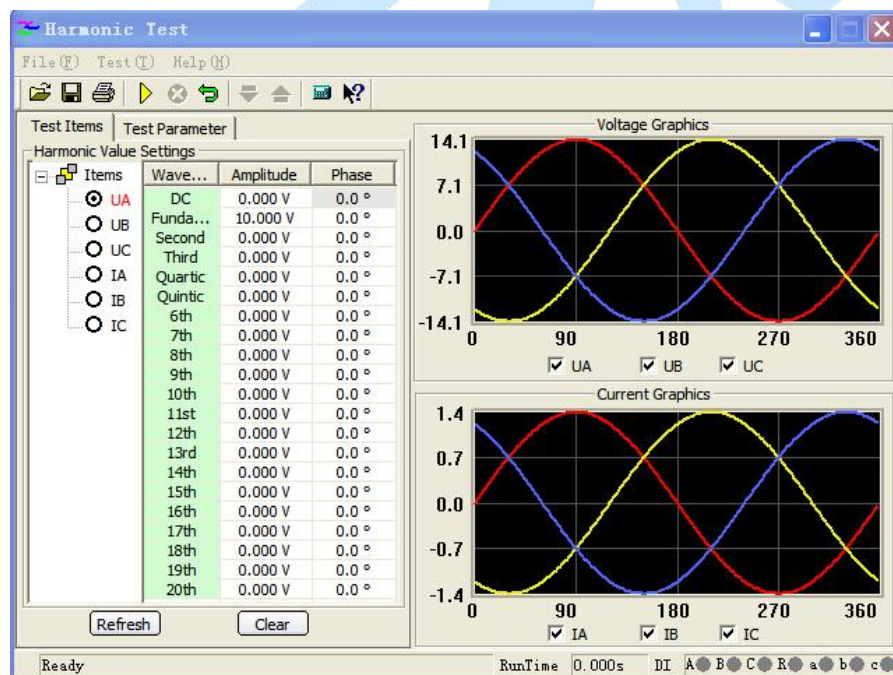 Harmonic Test
File(F) Test(T) Help(H)
Test Items Test Parameter
Harmonic Value Settings
Items
UA
UB
UC
IA
IB
IC
Wave... Amplitude Phase
DC 0.000 V 0.0 °
Funda... 10.000 V 0.0 °
Second 0.000 V 0.0 °
Third 0.000 V 0.0 °
Quartic 0.000 V 0.0 °
Quintic 0.000 V 0.0 °
6th 0.000 V 0.0 °
7th 0.000 V 0.0 °
8th 0.000 V 0.0 °
9th 0.000 V 0.0 °
10th 0.000 V 0.0 °
11st 0.000 V 0.0 °
12th 0.000 V 0.0 °
13rd 0.000 V 0.0 °
14th 0.000 V 0.0 °
15th 0.000 V 0.0 °
16th 0.000 V 0.0 °
17th 0.000 V 0.0 °
18th 0.000 V 0.0 °
19th 0.000 V 0.0 °
20th 0.000 V 0.0 °
Refresh Clear
Voltage Graphics
14.1
7.1
0.0
-7.1
-14.1
0 90 180 270 360
UA UB UC
Current Graphics
1.4
0.7
0.0
-0.7
-1.4
0 90 180 270 360
IA IB IC
Ready RunTime 0.000s DI A B C R a b c